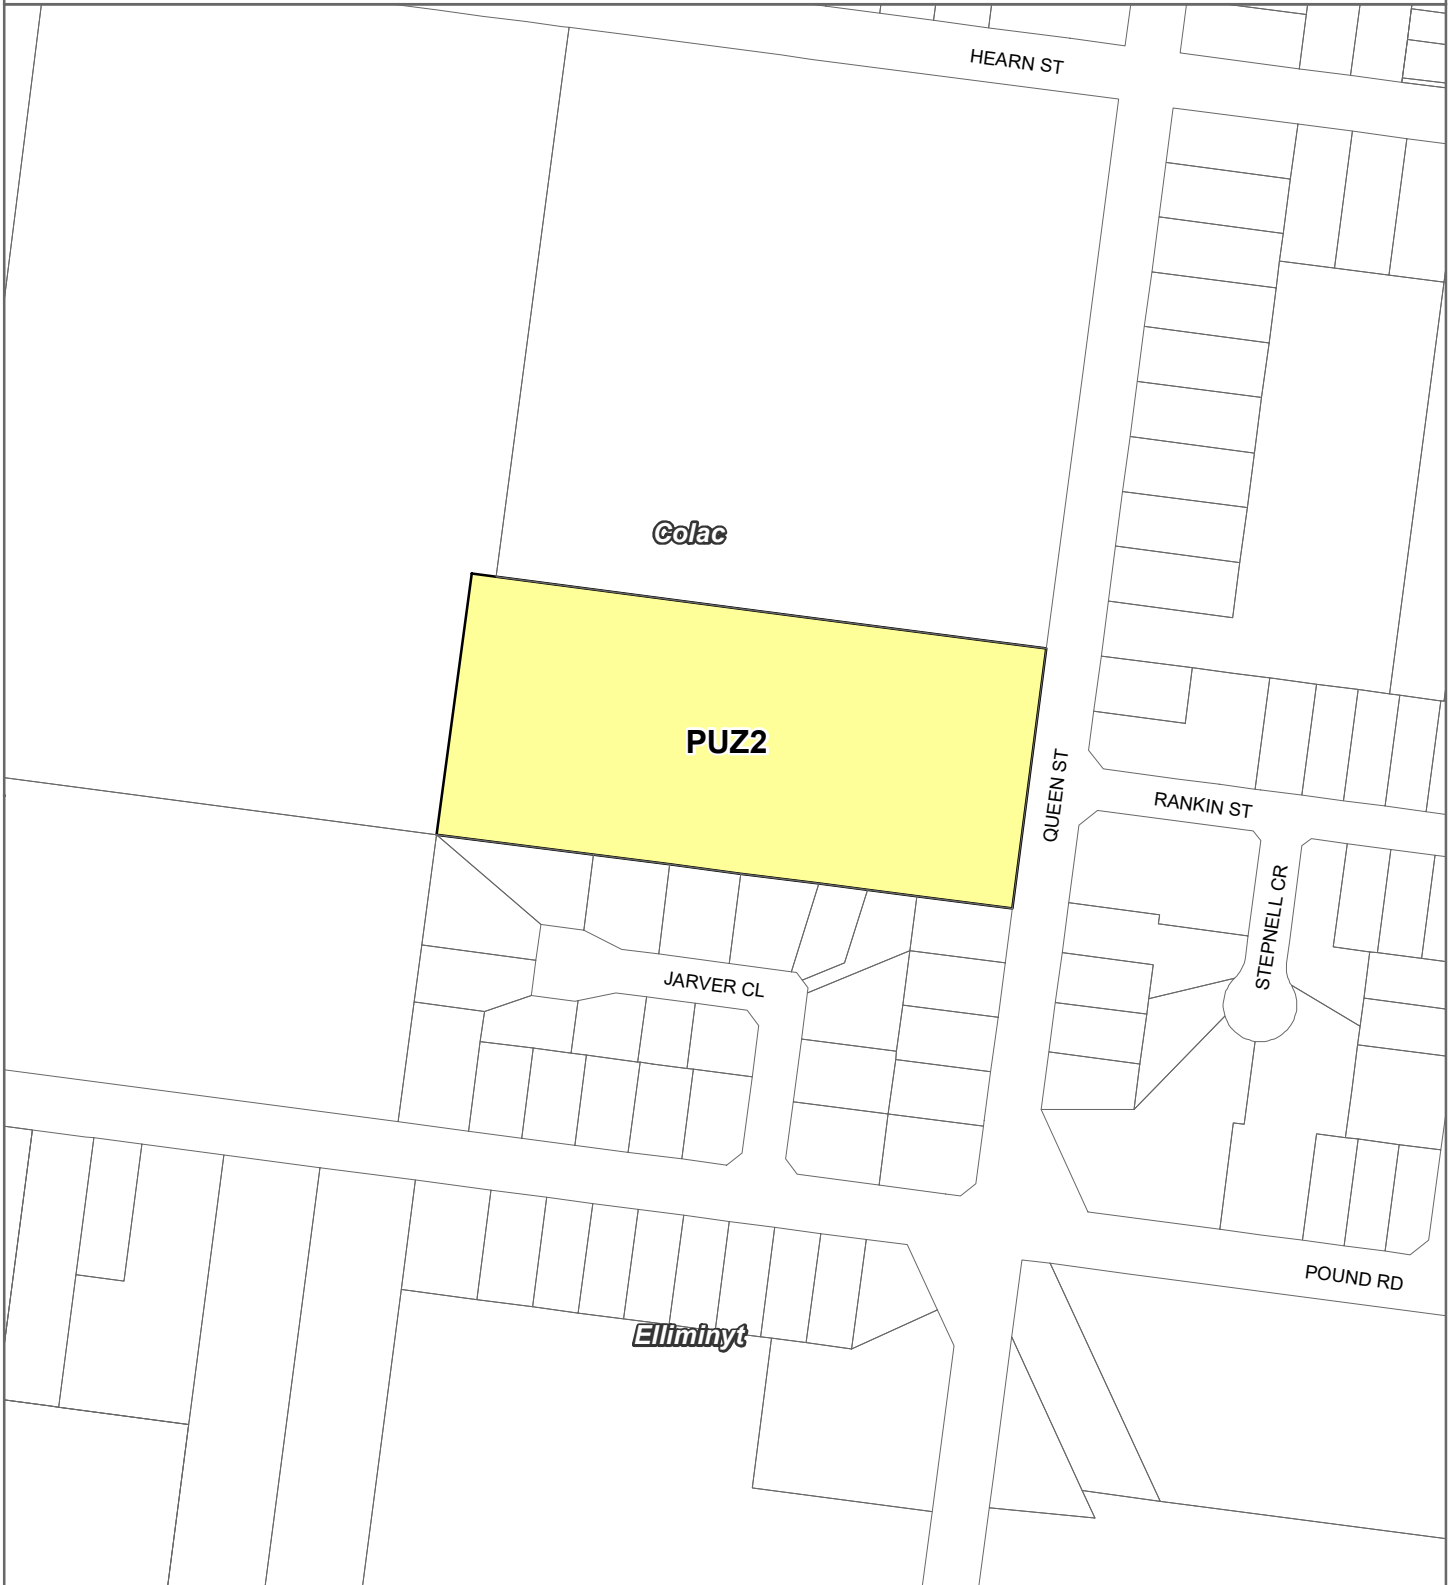 HEARN ST
Colac
PUZ2
QUEEN ST
RANKIN ST
STEPNELL CR
JARVER CL
POUND RD
Elliminyt